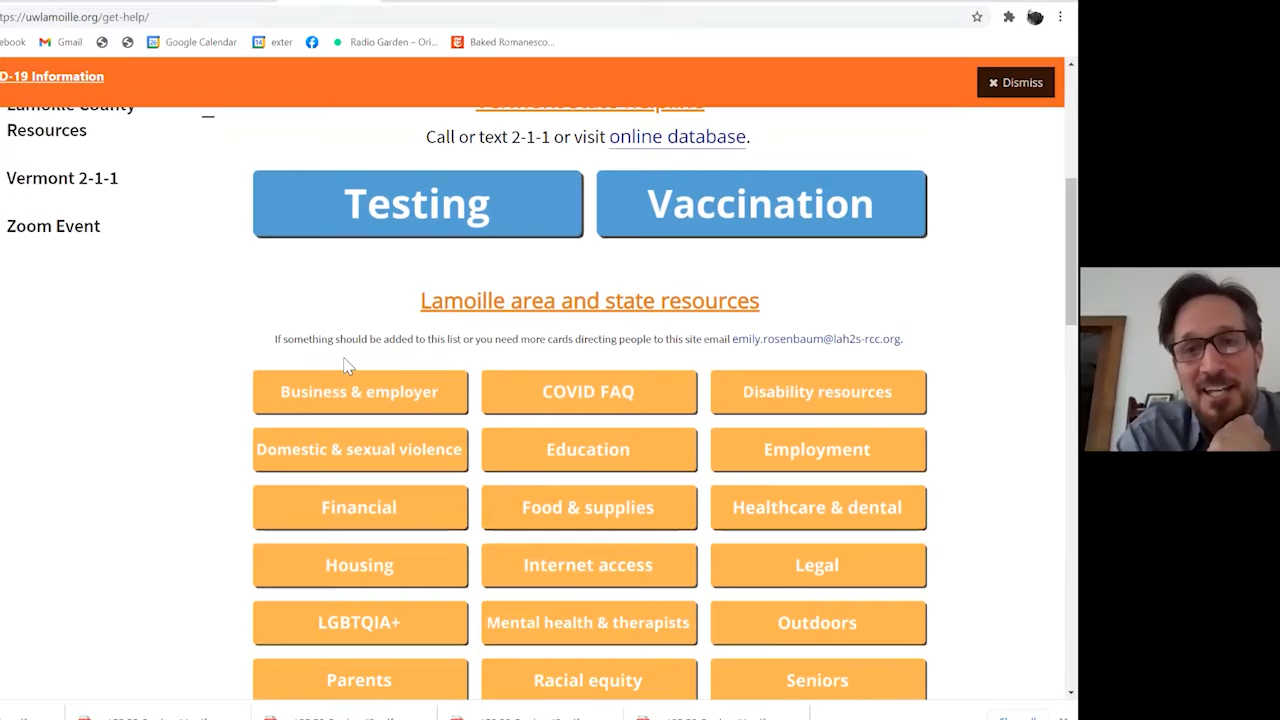 tps://uwlamoille.org/get-help/
ebook
Gmail
Google Calendar
exter
Radio Garden – Ori...
Baked Romanesco...
D-19 Information
✖ Dismiss
Lamoille County
Resources
Vermont 2-1-1
Zoom Event
Call or text 2-1-1 or visit online database.
Testing
Vaccination
Lamoille area and state resources
If something should be added to this list or you need more cards directing people to this site email emily.rosenbaum@lah2s-rcc.org.
Business & employer
COVID FAQ
Disability resources
Domestic & sexual violence
Education
Employment
Financial
Food & supplies
Healthcare & dental
Housing
Internet access
Legal
LGBTQIA+
Mental health & therapists
Outdoors
Parents
Racial equity
Seniors